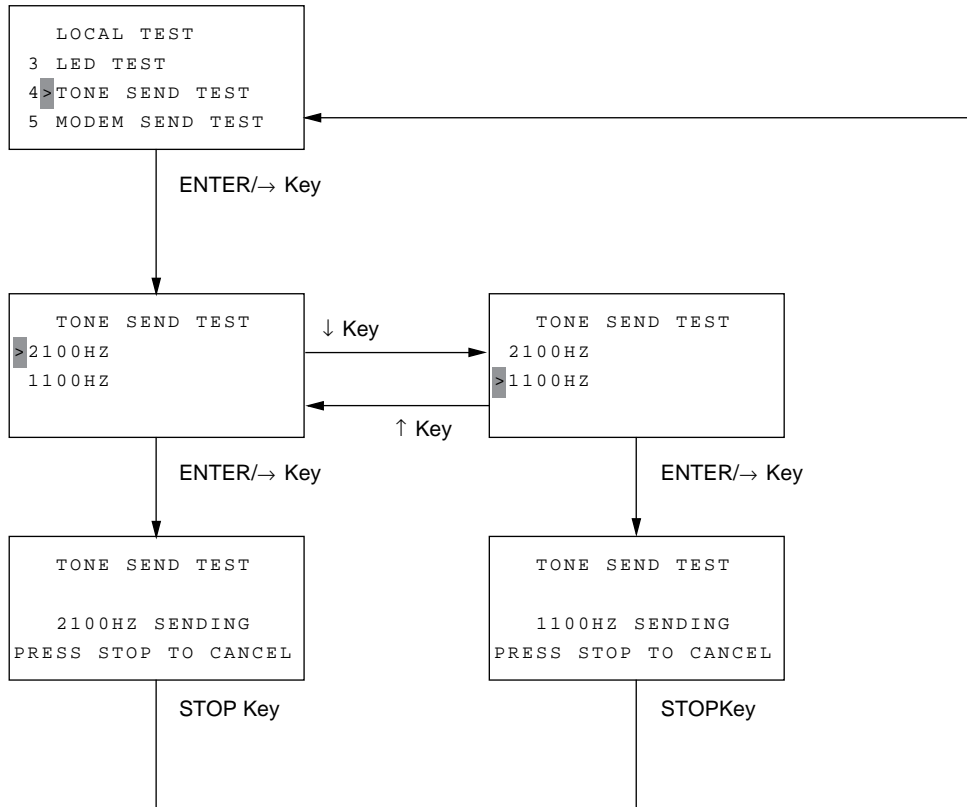 LOCAL TEST
3 LED TEST
4>TONE SEND TEST
5 MODEM SEND TEST
ENTER/→ Key
TONE SEND TEST
>2100HZ
1100HZ
↓ Key
↑ Key
TONE SEND TEST
2100HZ
>1100HZ
ENTER/→ Key
ENTER/→ Key
TONE SEND TEST
2100HZ SENDING
PRESS STOP TO CANCEL
TONE SEND TEST
1100HZ SENDING
PRESS STOP TO CANCEL
STOP Key
STOPKey